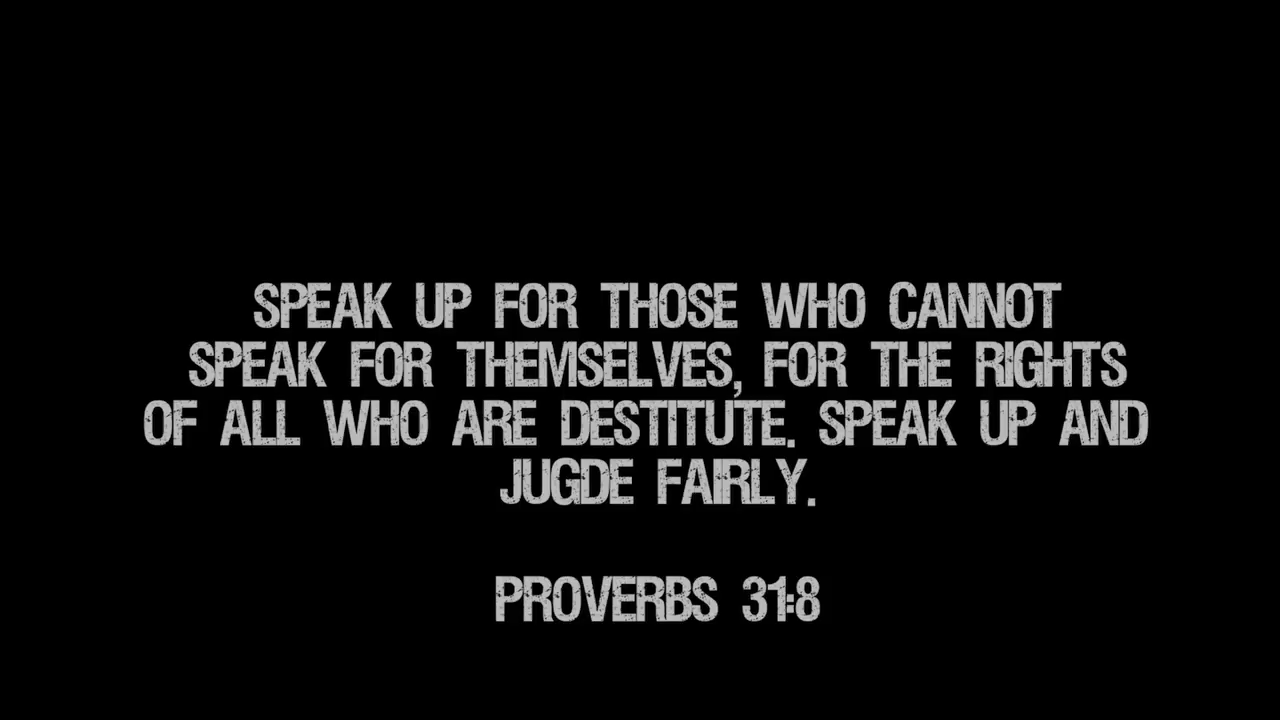 SPEAK UP FOR THOSE WHO CANNOT
SPEAK FOR THEMSELVES, FOR THE RIGHTS
OF ALL WHO ARE DESTITUTE. SPEAK UP AND
JUGDE FAIRLY.
PROVERBS 31:8